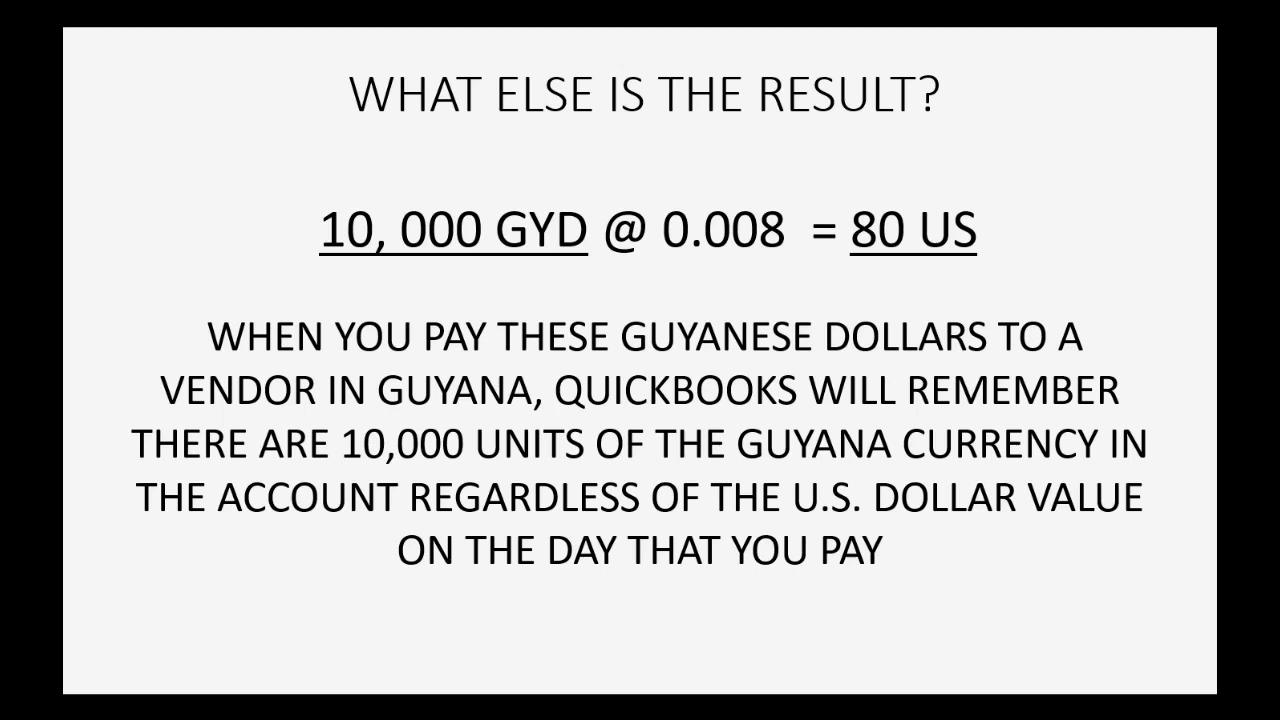 WHAT ELSE IS THE RESULT?
10, 000 GYD @ 0.008 = 80 US
WHEN YOU PAY THESE GUYANESE DOLLARS TO A
VENDOR IN GUYANA, QUICKBOOKS WILL REMEMBER
THERE ARE 10,000 UNITS OF THE GUYANA CURRENCY IN
THE ACCOUNT REGARDLESS OF THE U.S. DOLLAR VALUE
ON THE DAY THAT YOU PAY